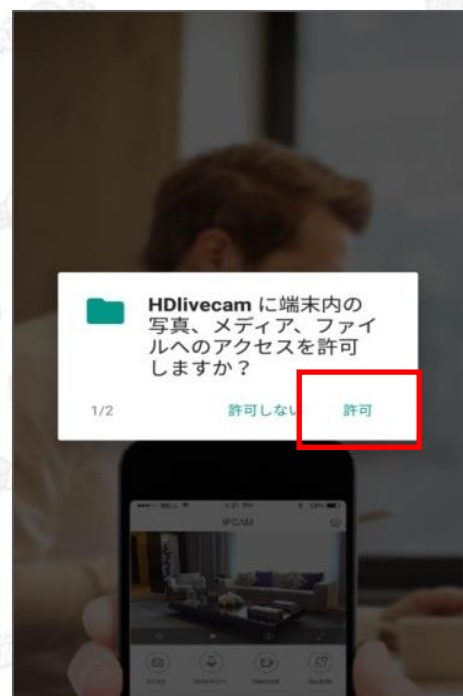 HDlivecam に端末内の
写真、メディア、ファイ
ルへのアクセスを許可
しますか？
1/2 許可しない 許可
IPCAM